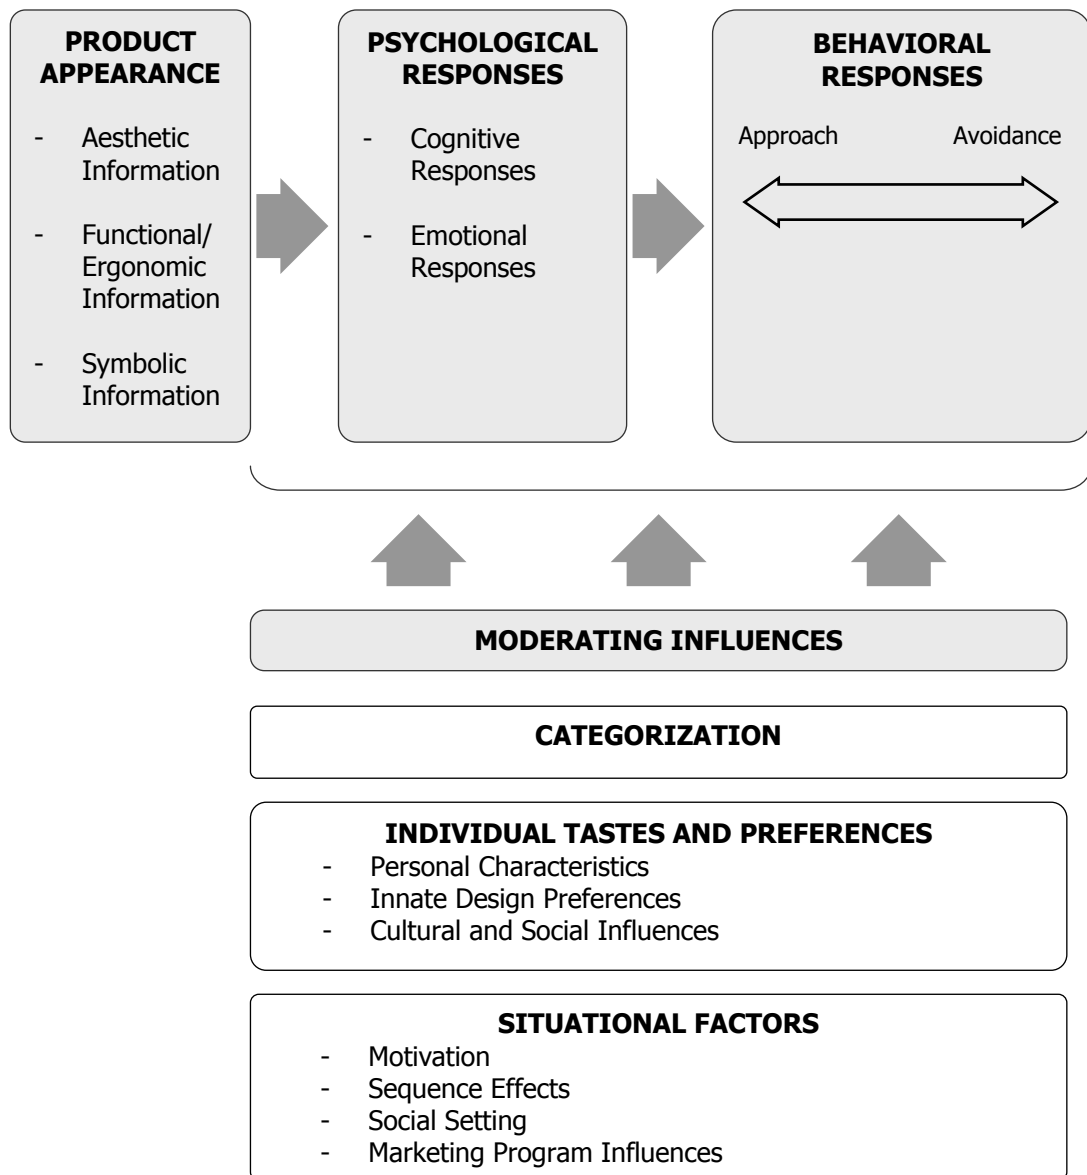 PRODUCT
APPEARANCE
- Aesthetic
Information
- Functional/
Ergonomic
Information
- Symbolic
Information
PSYCHOLOGICAL
RESPONSES
- Cognitive
Responses
- Emotional
Responses
BEHAVIORAL
RESPONSES
Approach Avoidance
MODERATING INFLUENCES
CATEGORIZATION
INDIVIDUAL TASTES AND PREFERENCES
- Personal Characteristics
- Innate Design Preferences
- Cultural and Social Influences
SITUATIONAL FACTORS
- Motivation
- Sequence Effects
- Social Setting
- Marketing Program Influences